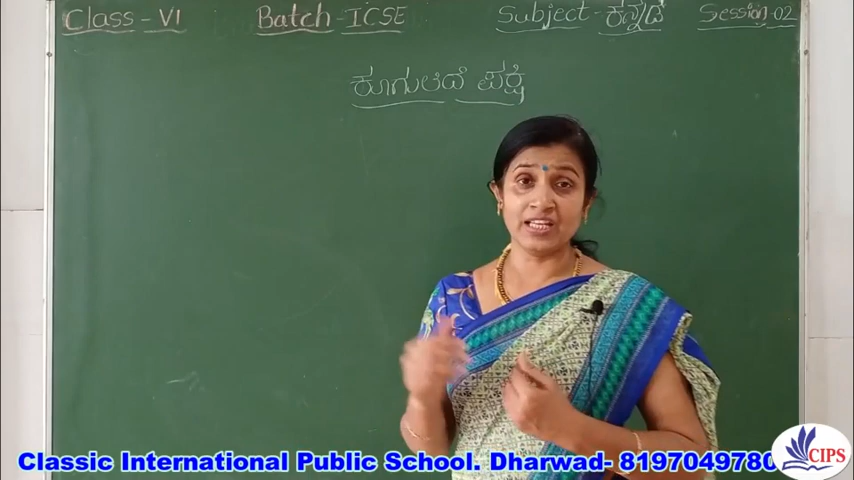 Class - VI Batch - ICSE Subject - ಕನ್ನಡ Session - 02
ಕೂಗುತಿದೆ ಪಕ್ಷಿ
Classic International Public School. Dharwad- 8197049780
CIPS